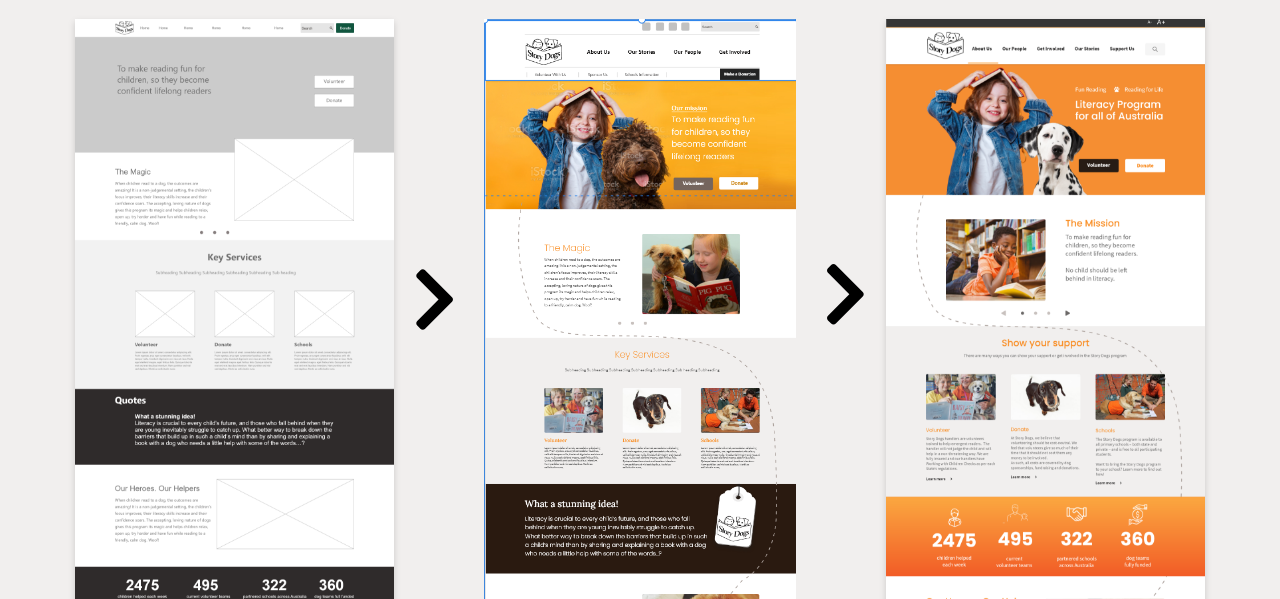 Story Dogs
Home
Home
Home
Home
Home
Home
Search
Donate
To make reading fun for
children, so they become
confident lifelong readers
Volunteer
Donate
The Magic
When children read to a dog, the outcomes are
amazing! It is a non judgemental setting, the children's
focus improves, their literacy skills increase and their
confidence soars. The accepting, loving nature of dogs
gives this program its magic and helps children relax,
open up, try harder and have fun while reading to a
friendly, calm dog. Woof!
Key Services
Subheading Subheading Subheading Subheading Subheading Sub heading
Volunteer
Donate
Schools
Quotes
What a stunning idea!
Literacy is crucial to every child's future, and those who fall behind when they
are young inevitably struggle to catch up. What better way to break down the
barriers that build up in such a child's mind than by sharing and explaining a
book with a dog who needs a little help with some of the words...?
Our Heroes. Our Helpers
When children read to a dog, the outcomes are
amazing! It is a non judgemental setting, the children's
focus improves, their literacy skills increase and their
confidence soars. The accepting, loving nature of dogs
gives this program its magic and helps children relax,
open up, try harder and have fun while reading to a
friendly, calm dog. Woof!
2475
495
322
360
children helped each week
current volunteer teams
partnered schools across Australia
dog teams full funded
Search
Story Dogs
About Us
Our Stories
Our People
Get Involved
Volunteer With Us
Sponsor Us
Schools Information
Make a Donation
Our mission
To make reading fun
for children, so they
become confident
lifelong readers
iStock
Volunteer
Donate
The Magic
When children read to a dog, the outcomes are
amazing. It is a non judgemental setting, the
children's focus improves, their literacy skills
increase and their confidence soars. The
accepting, loving nature of dogs gives this
program its magic and helps children relax,
open up, try harder and have fun while reading
to a friendly, calm dog. Woof!
PIG PUG
Key Services
Subheading Subheading Subheading Subheading Subheading Subheading Subheading
Volunteer
Donate
Schools
What a stunning idea!
Literacy is crucial to every child's future, and those who fall
behind when they are young inevitably struggle to catch up.
What better way to break down the barriers that build up in such
a child's mind than by sharing and explaining a book with a dog
who needs a little help with some of the words..?
Story Dogs
A+
Story Dogs
About Us
Our People
Get Involved
Our Stories
Support Us
Fun Reading
Reading for Life
Literacy Program
for all of Australia
Volunteer
Donate
The Mission
To make reading fun for
children, so they become
confident lifelong readers.
No child should be left
behind in literacy.
Show your support
There are many ways you can show your support or get involved in the Story Dogs program
Volunteer
Donate
Schools
Learn more
Learn more
Learn more
2475
495
322
360
children helped
each week
current
volunteer teams
partnered schools
across Australia
dog teams
fully funded